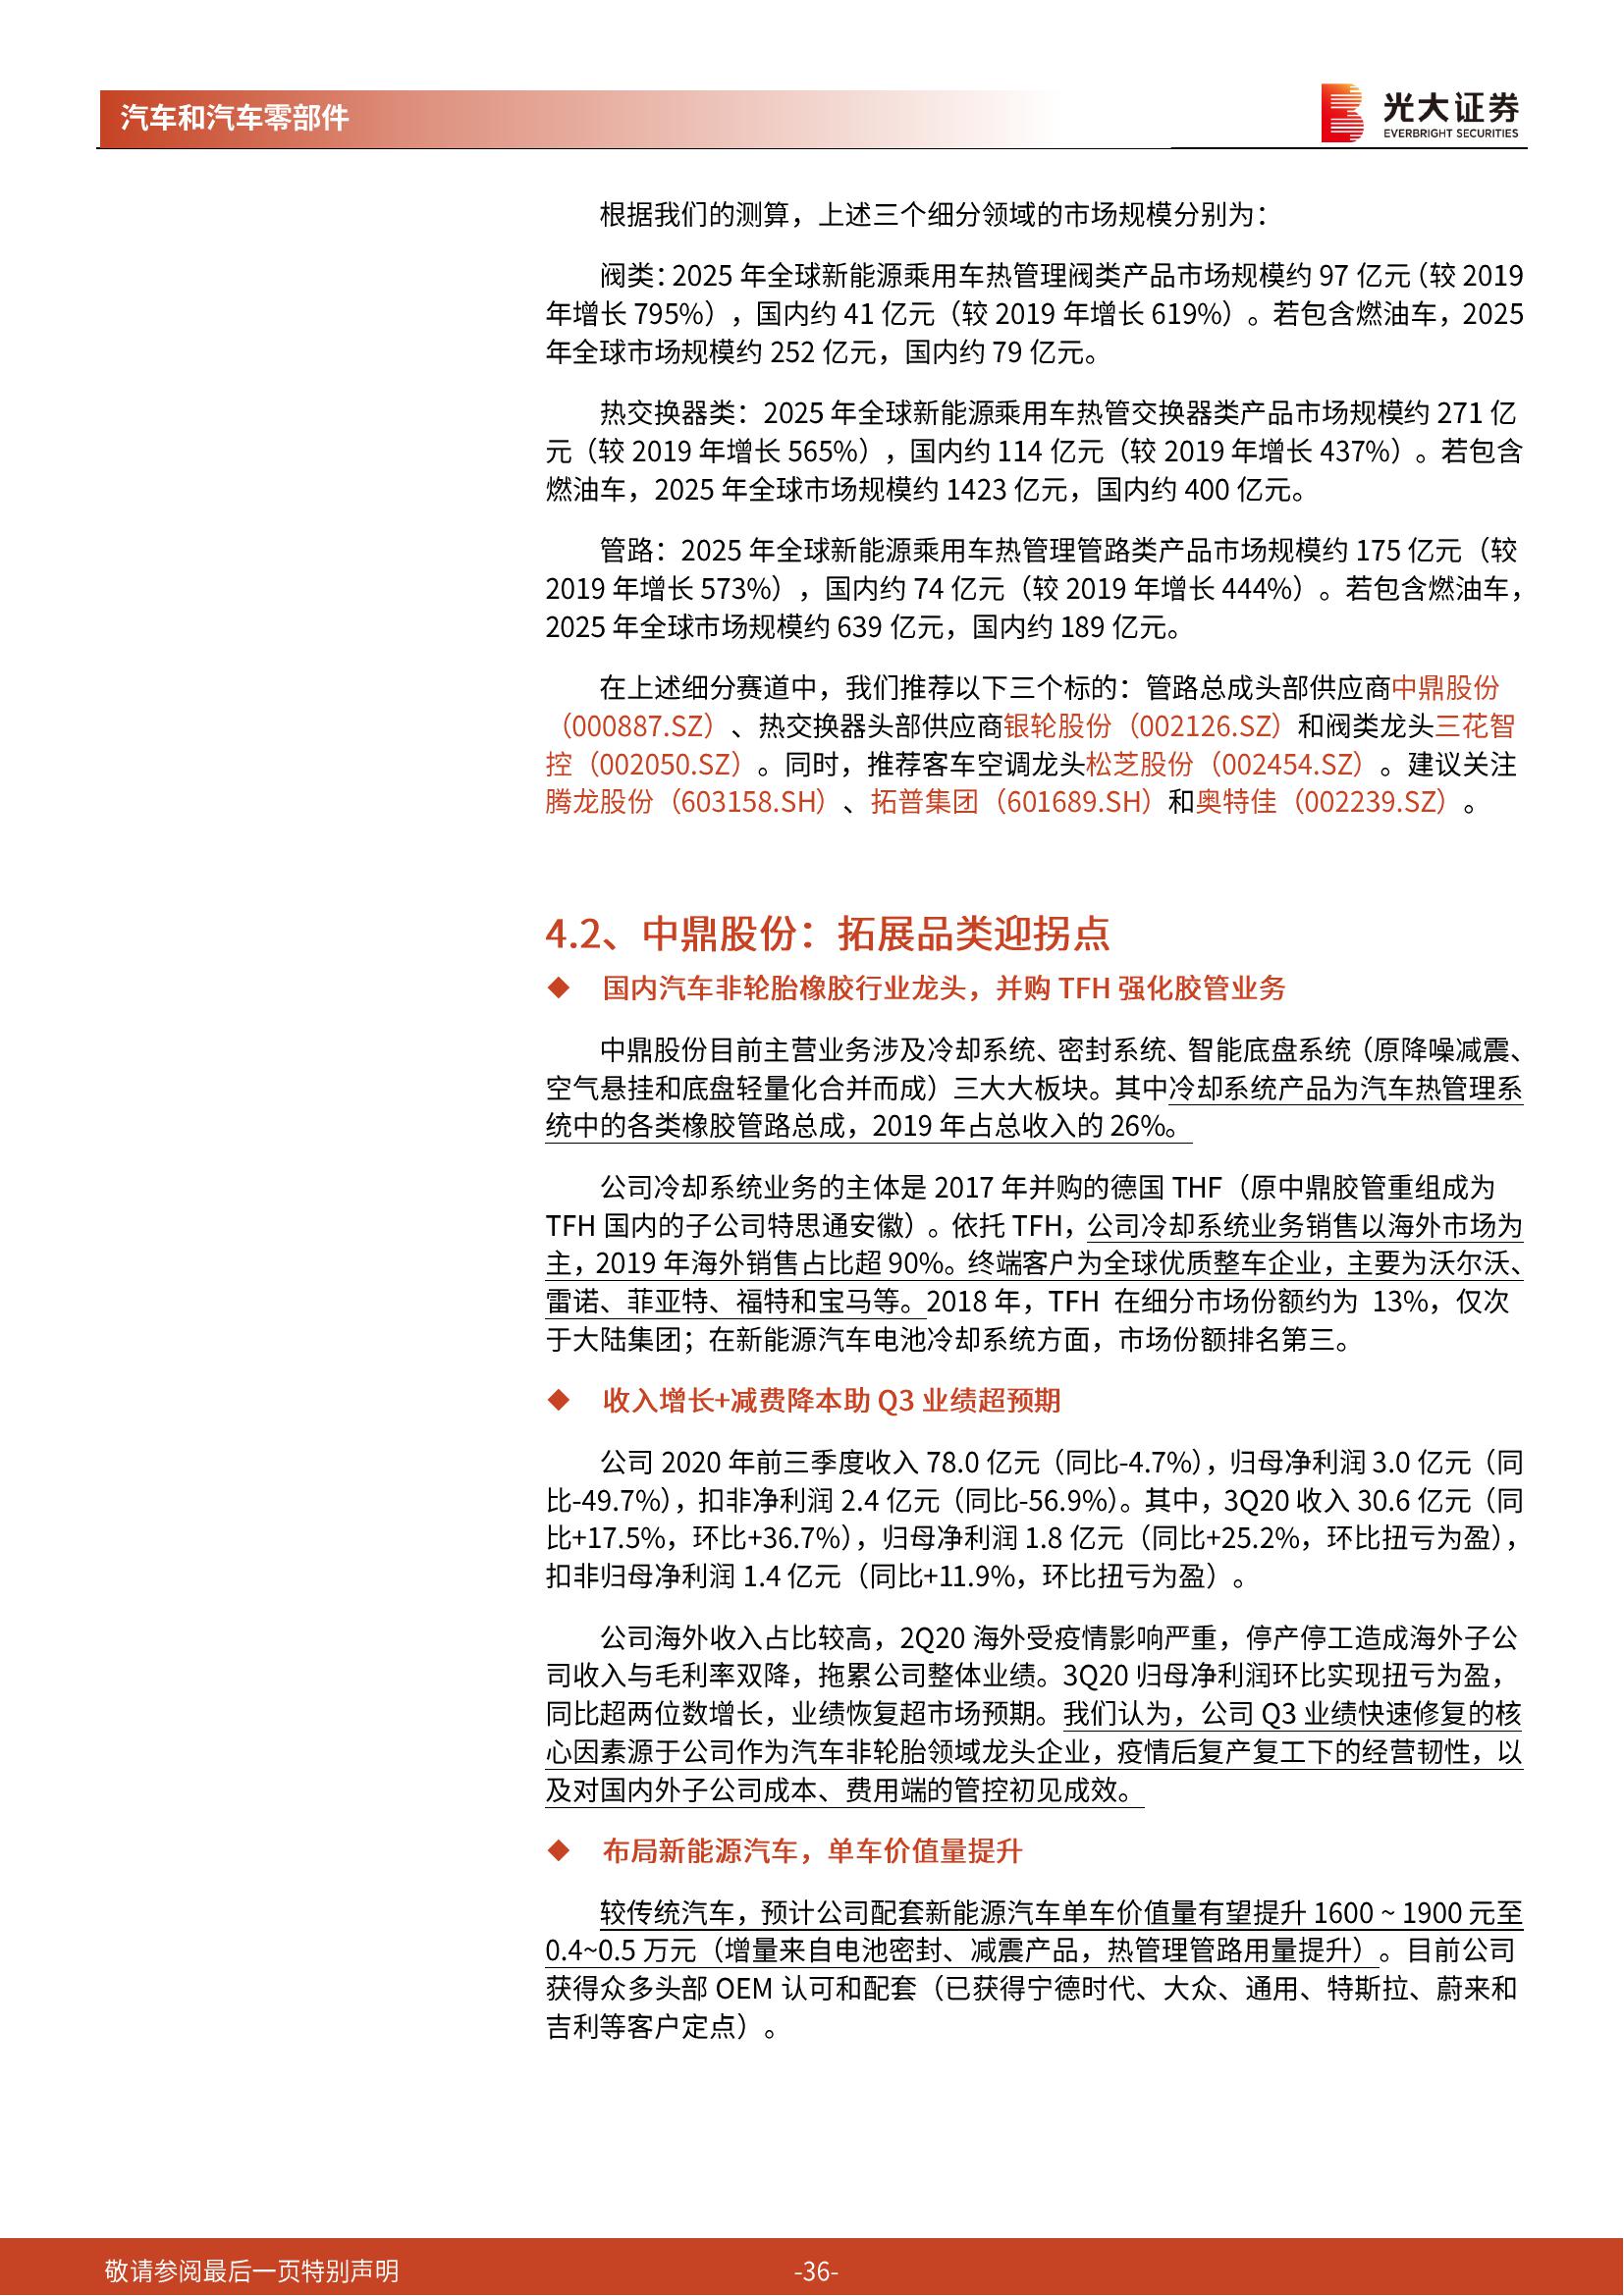 汽车和汽车零部件
光大证券
EVERBRIGHT SECURITIES
根据我们的测算，上述三个细分领域的市场规模分别为：
阀类：2025 年全球新能源乘用车热管理阀类产品市场规模约 97 亿元（较 2019
年增长 795%），国内约 41 亿元（较 2019 年增长 619%）。若包含燃油车，2025
年全球市场规模约 252 亿元，国内约 79 亿元。
热交换器类：2025 年全球新能源乘用车热管交换器类产品市场规模约 271 亿
元（较 2019 年增长 565%），国内约 114 亿元（较 2019 年增长 437%）。若包含
燃油车，2025 年全球市场规模约 1423 亿元，国内约 400 亿元。
管路：2025 年全球新能源乘用车热管理管路类产品市场规模约 175 亿元（较
2019 年增长 573%），国内约 74 亿元（较 2019 年增长 444%）。若包含燃油车，
2025 年全球市场规模约 639 亿元，国内约 189 亿元。
在上述细分赛道中，我们推荐以下三个标的：管路总成头部供应商中鼎股份
（000887.SZ）、热交换器头部供应商银轮股份（002126.SZ）和阀类龙头三花智
控（002050.SZ）。同时，推荐客车空调龙头松芝股份（002454.SZ）。建议关注
腾龙股份（603158.SH）、拓普集团（601689.SH）和奥特佳（002239.SZ）。
4.2、中鼎股份：拓展品类迎拐点
◆ 国内汽车非轮胎橡胶行业龙头，并购 TFH 强化胶管业务
中鼎股份目前主营业务涉及冷却系统、密封系统、智能底盘系统（原降噪减震、
空气悬挂和底盘轻量化合并而成）三大大板块。其中冷却系统产品为汽车热管理系
统中的各类橡胶管路总成，2019 年占总收入的 26%。
公司冷却系统业务的主体是 2017 年并购的德国 THF（原中鼎胶管重组成为
TFH 国内的子公司特思通安徽）。依托 TFH，公司冷却系统业务销售以海外市场为
主，2019 年海外销售占比超 90%。终端客户为全球优质整车企业，主要为沃尔沃、
雷诺、菲亚特、福特和宝马等。2018 年，TFH 在细分市场份额约为 13%，仅次
于大陆集团；在新能源汽车电池冷却系统方面，市场份额排名第三。
◆ 收入增长+减费降本助 Q3 业绩超预期
公司 2020 年前三季度收入 78.0 亿元（同比-4.7%），归母净利润 3.0 亿元（同
比-49.7%），扣非净利润 2.4 亿元（同比-56.9%）。其中，3Q20 收入 30.6 亿元（同
比+17.5%，环比+36.7%），归母净利润 1.8 亿元（同比+25.2%，环比扭亏为盈），
扣非归母净利润 1.4 亿元（同比+11.9%，环比扭亏为盈）。
公司海外收入占比较高，2Q20 海外受疫情影响严重，停产停工造成海外子公
司收入与毛利率双降，拖累公司整体业绩。3Q20 归母净利润环比实现扭亏为盈，
同比超两位数增长，业绩恢复超市场预期。我们认为，公司 Q3 业绩快速修复的核
心因素源于公司作为汽车非轮胎领域龙头企业，疫情后复产复工下的经营韧性，以
及对国内外子公司成本、费用端的管控初见成效。
◆ 布局新能源汽车，单车价值量提升
较传统汽车，预计公司配套新能源汽车单车价值量有望提升 1600 ~ 1900 元至
0.4~0.5 万元（增量来自电池密封、减震产品，热管理管路用量提升）。目前公司
获得众多头部 OEM 认可和配套（已获得宁德时代、大众、通用、特斯拉、蔚来和
吉利等客户定点）。
敬请参阅最后一页特别声明
-36-